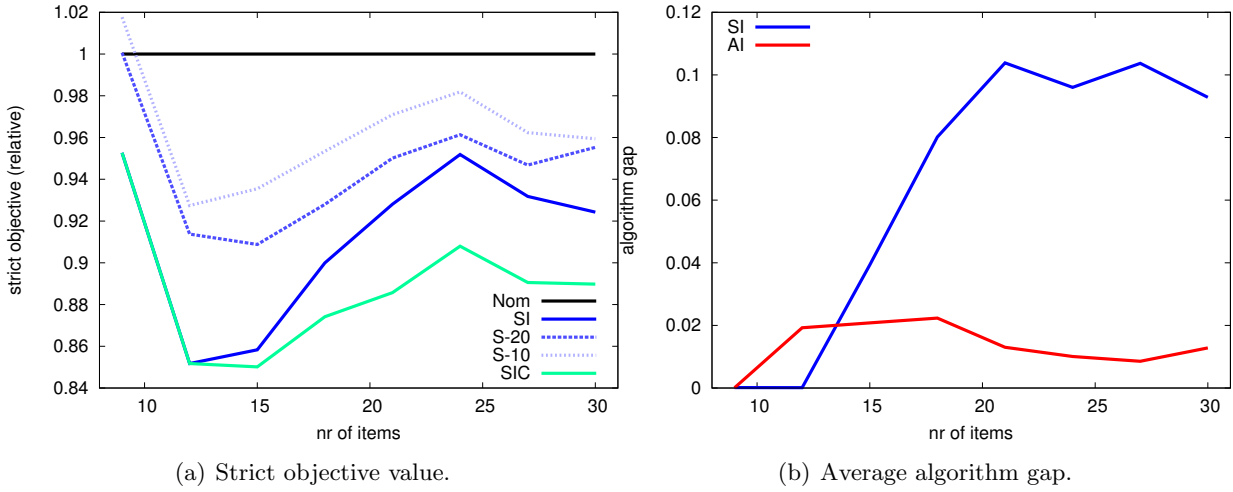 1.02
1
0.98
0.96
0.94
0.92
0.9
0.88
0.86
0.84
strict objective (relative)
10
15
20
25
30
nr of items
Nom
SI
S-20
S-10
SIC
(a) Strict objective value.
0.12
0.1
0.08
0.06
0.04
0.02
0
algorithm gap
10
15
20
25
30
nr of items
SI
AI
(b) Average algorithm gap.